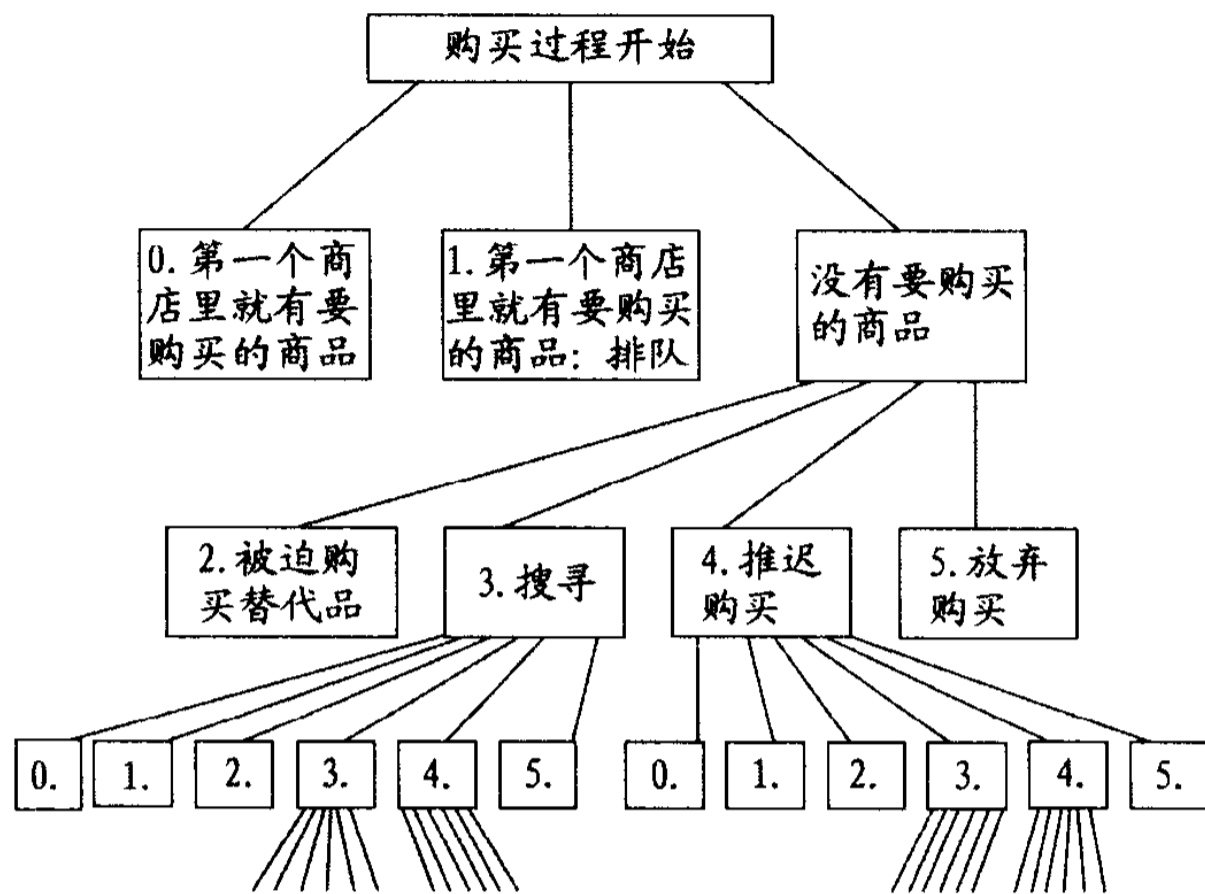 购买过程开始
0.第一个商
店里就有要
购买的商品
1.第一个商店
里就有要购买
的商品:排队
没有要购买
的商品
2.被迫购
买替代品
3.搜寻
4.推迟
购买
5.放弃
购买
0.
1.
2.
3.
4.
5.
0.
1.
2.
3.
4.
5.